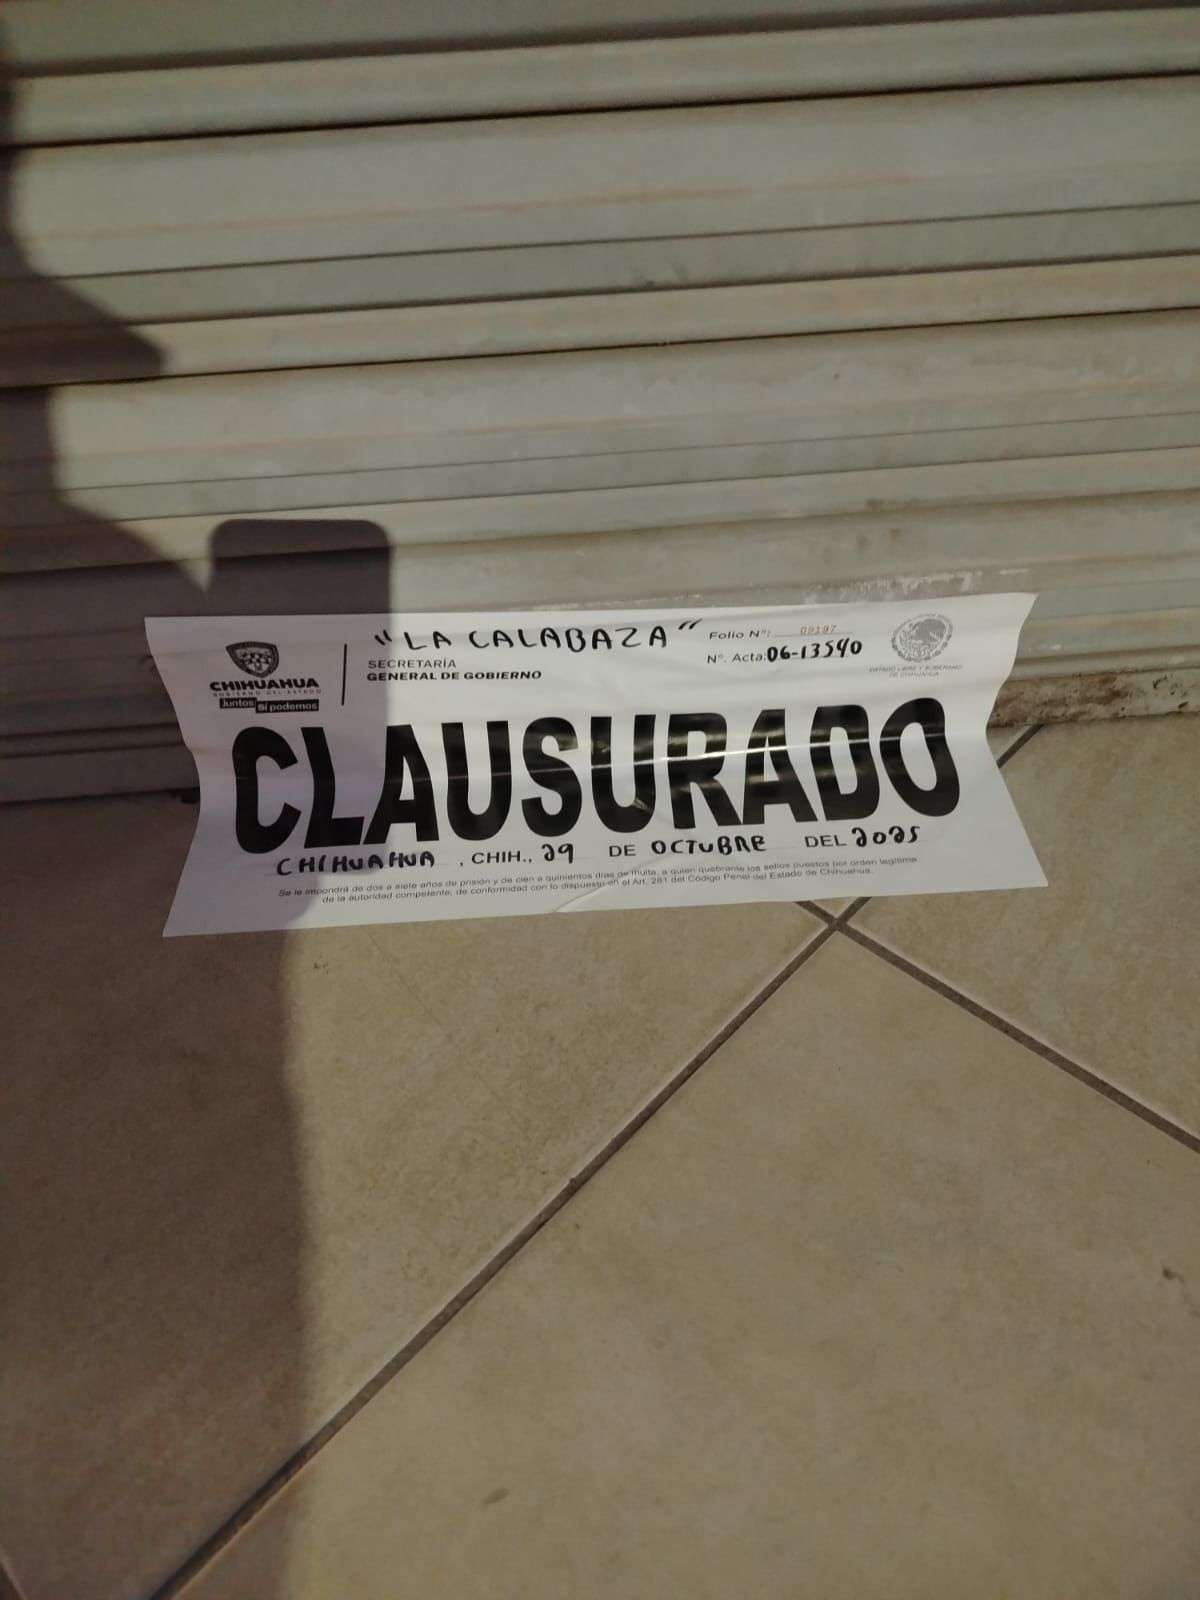 "LA CALABAZA"
CHIHUAHUA
GOBIERNO DEL ESTADO
Juntos Sí podemos
SECRETARÍA
GENERAL DE GOBIERNO
Folio Nº:
Nº. Acta: 06-13540
ESTADO LIBRE Y SOBERANO
DE CHIHUAHUA
CLAUSURADO
CHIHUAHUA, CHIH., 29 DE OCTUBRE DEL 2025
Se le impondrá de dos a siete años de prisión y de cien a quinientos días de multa, a quien quebrante los sellos puestos por orden legítima
de la autoridad competente; de conformidad con lo dispuesto en el Art. 281 del Código Penal del Estado de Chihuahua.